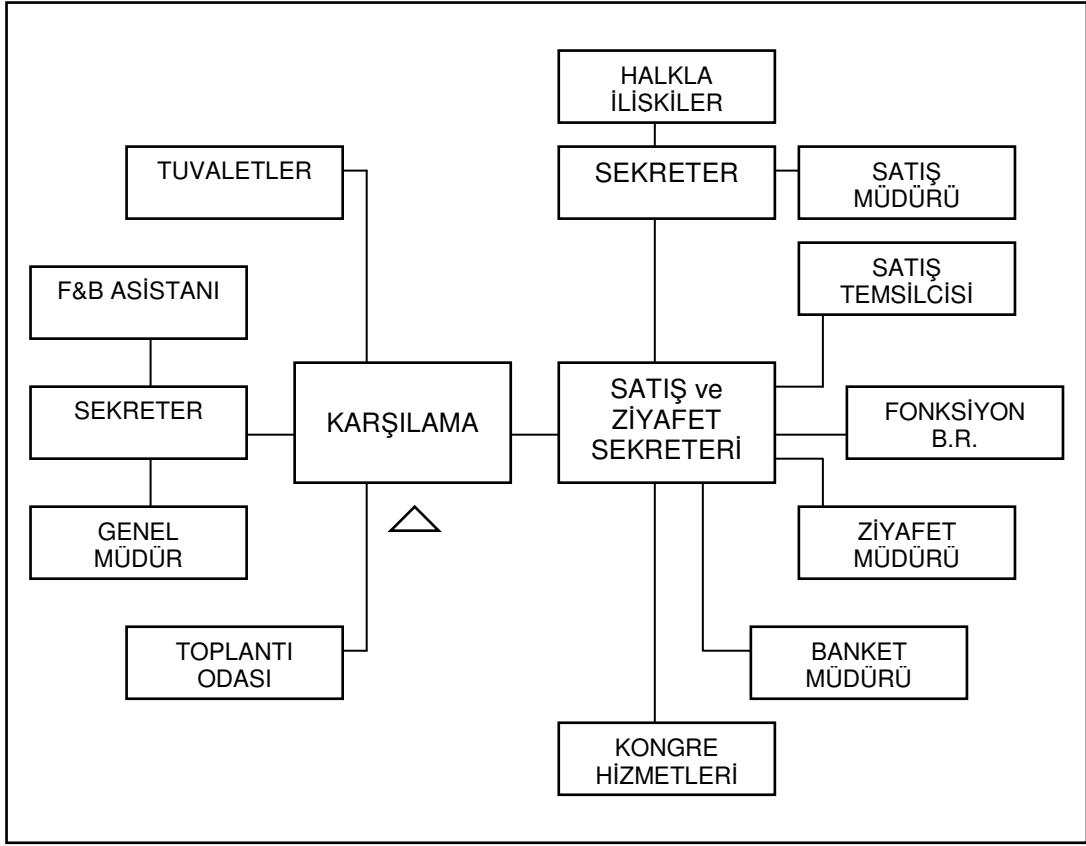 HALKLA
İLİSKİLER
TUVALETLER
SEKRETER
SATIŞ
MÜDÜRÜ
F&B ASİSTANI
SATIŞ
TEMSİLCİSİ
SEKRETER
KARŞILAMA
SATIŞ ve
ZİYAFET
SEKRETERİ
FONKSİYON
B.R.
GENEL
MÜDÜR
ZİYAFET
MÜDÜRÜ
TOPLANTI
ODASI
BANKET
MÜDÜRÜ
KONGRE
HİZMETLERİ